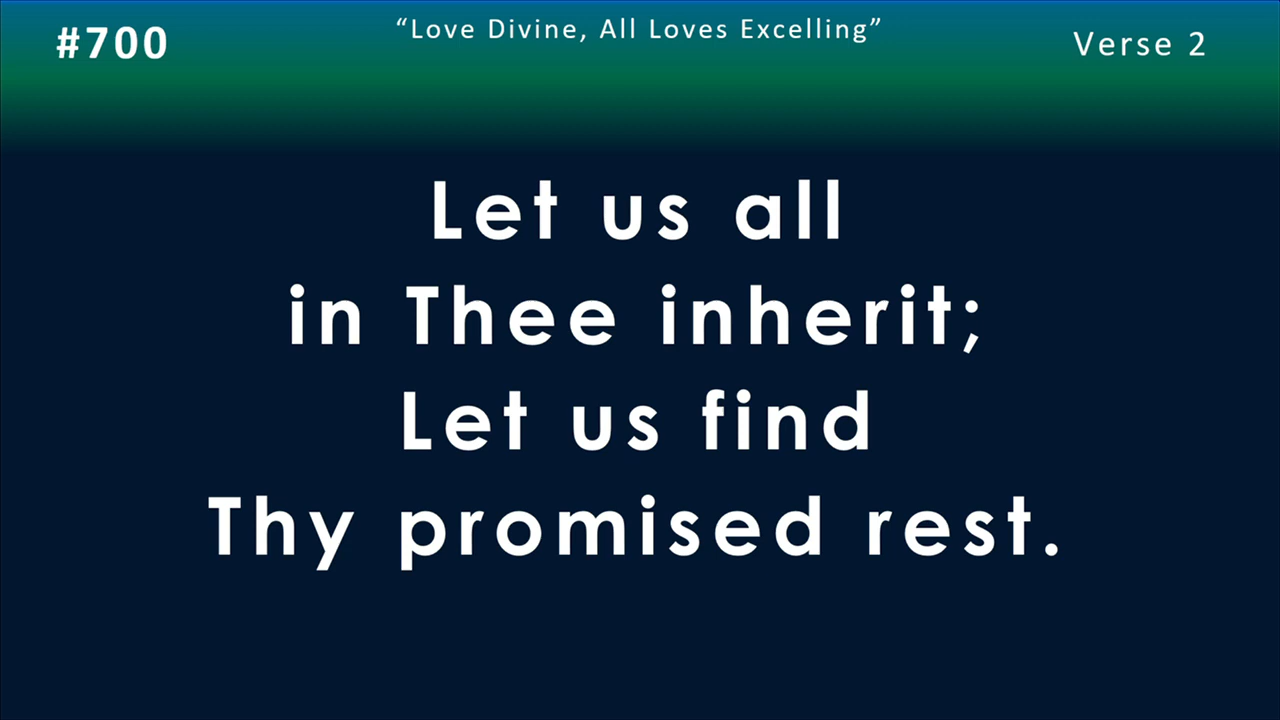 #700
“Love Divine, All Loves Excelling”
Verse 2
Let us all
in Thee inherit;
Let us find
Thy promised rest.